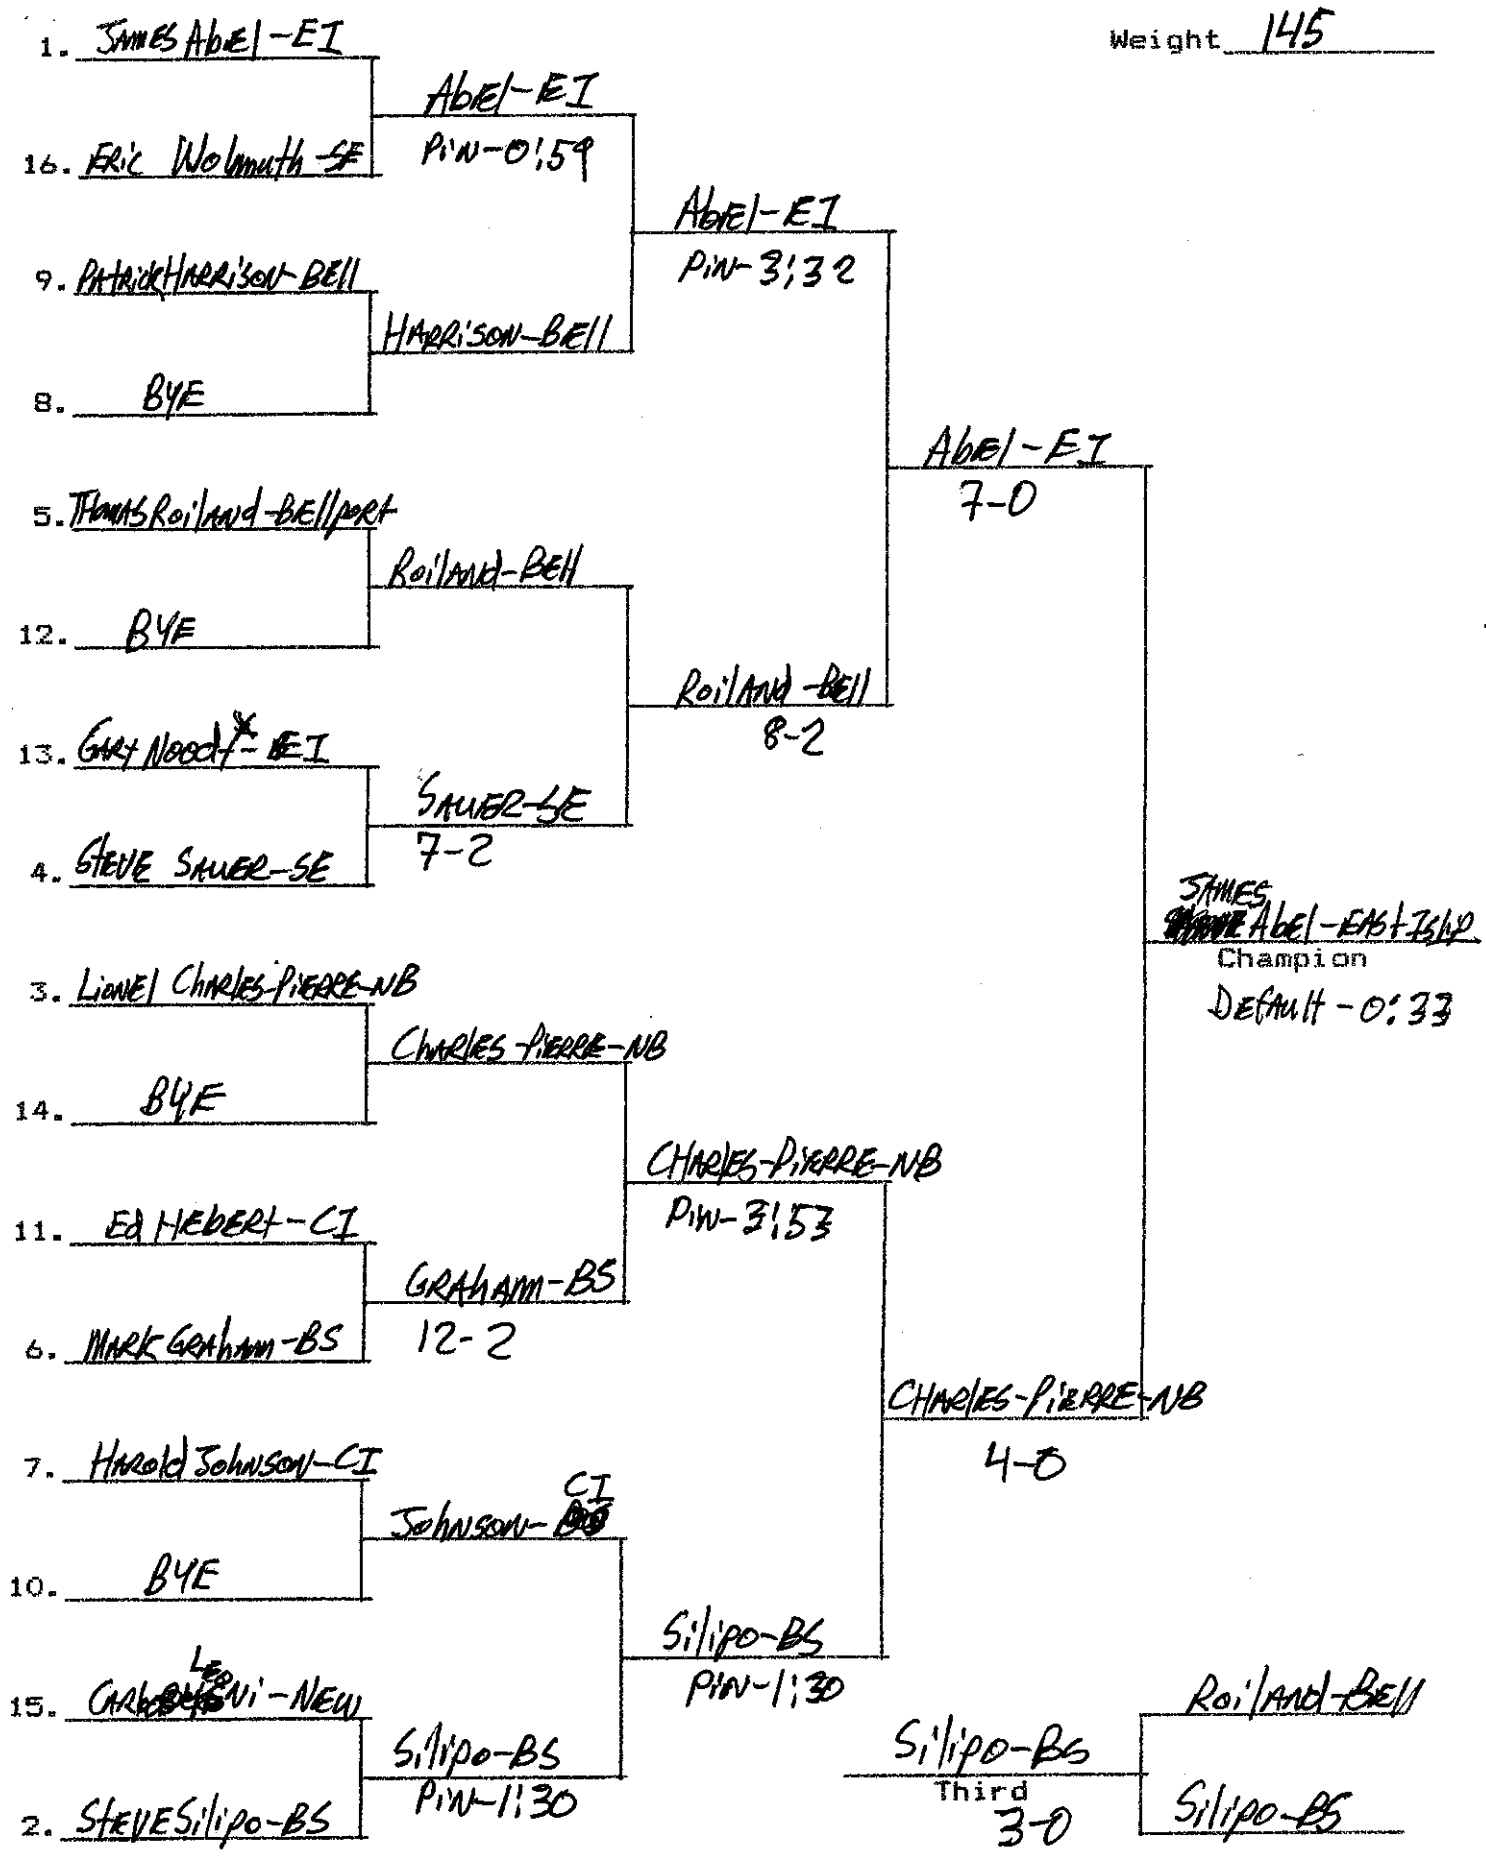 Weight 145
1. James Abel-EI
Abel-EI
16. Eric Wolmuth-SE
Pin-0:59
Abel-EI
9. Patrick Harrison-Bell
Pin-3:32
Harrison-Bell
8. BYE
Abel-EI
7-0
5. Thomas Roiland-Bellport
Roiland-Bell
12. BYE
Roiland-Bell
8-2
13. Gary Noody-EI
Sauer-SE
7-2
4. Steve Sauer-SE
James
Abel-East Islip
Champion
Default-0:33
3. Lionel Charles-Pierre-NB
Charles-Pierre-NB
14. BYE
Charles-Pierre-NB
Pin-3:53
11. Ed Hebert-CI
Graham-BS
12-2
6. Mark Graham-BS
Charles-Pierre-NB
4-0
7. Harold Johnson-CI
CI
Johnson-
10. BYE
Silipo-BS
Pin-1:30
15. Carl Leoni-New
Roiland-Bell
Silipo-BS
Pin-1:30
Silipo-BS
Third
3-0
2. Steve Silipo-BS
Silipo-BS